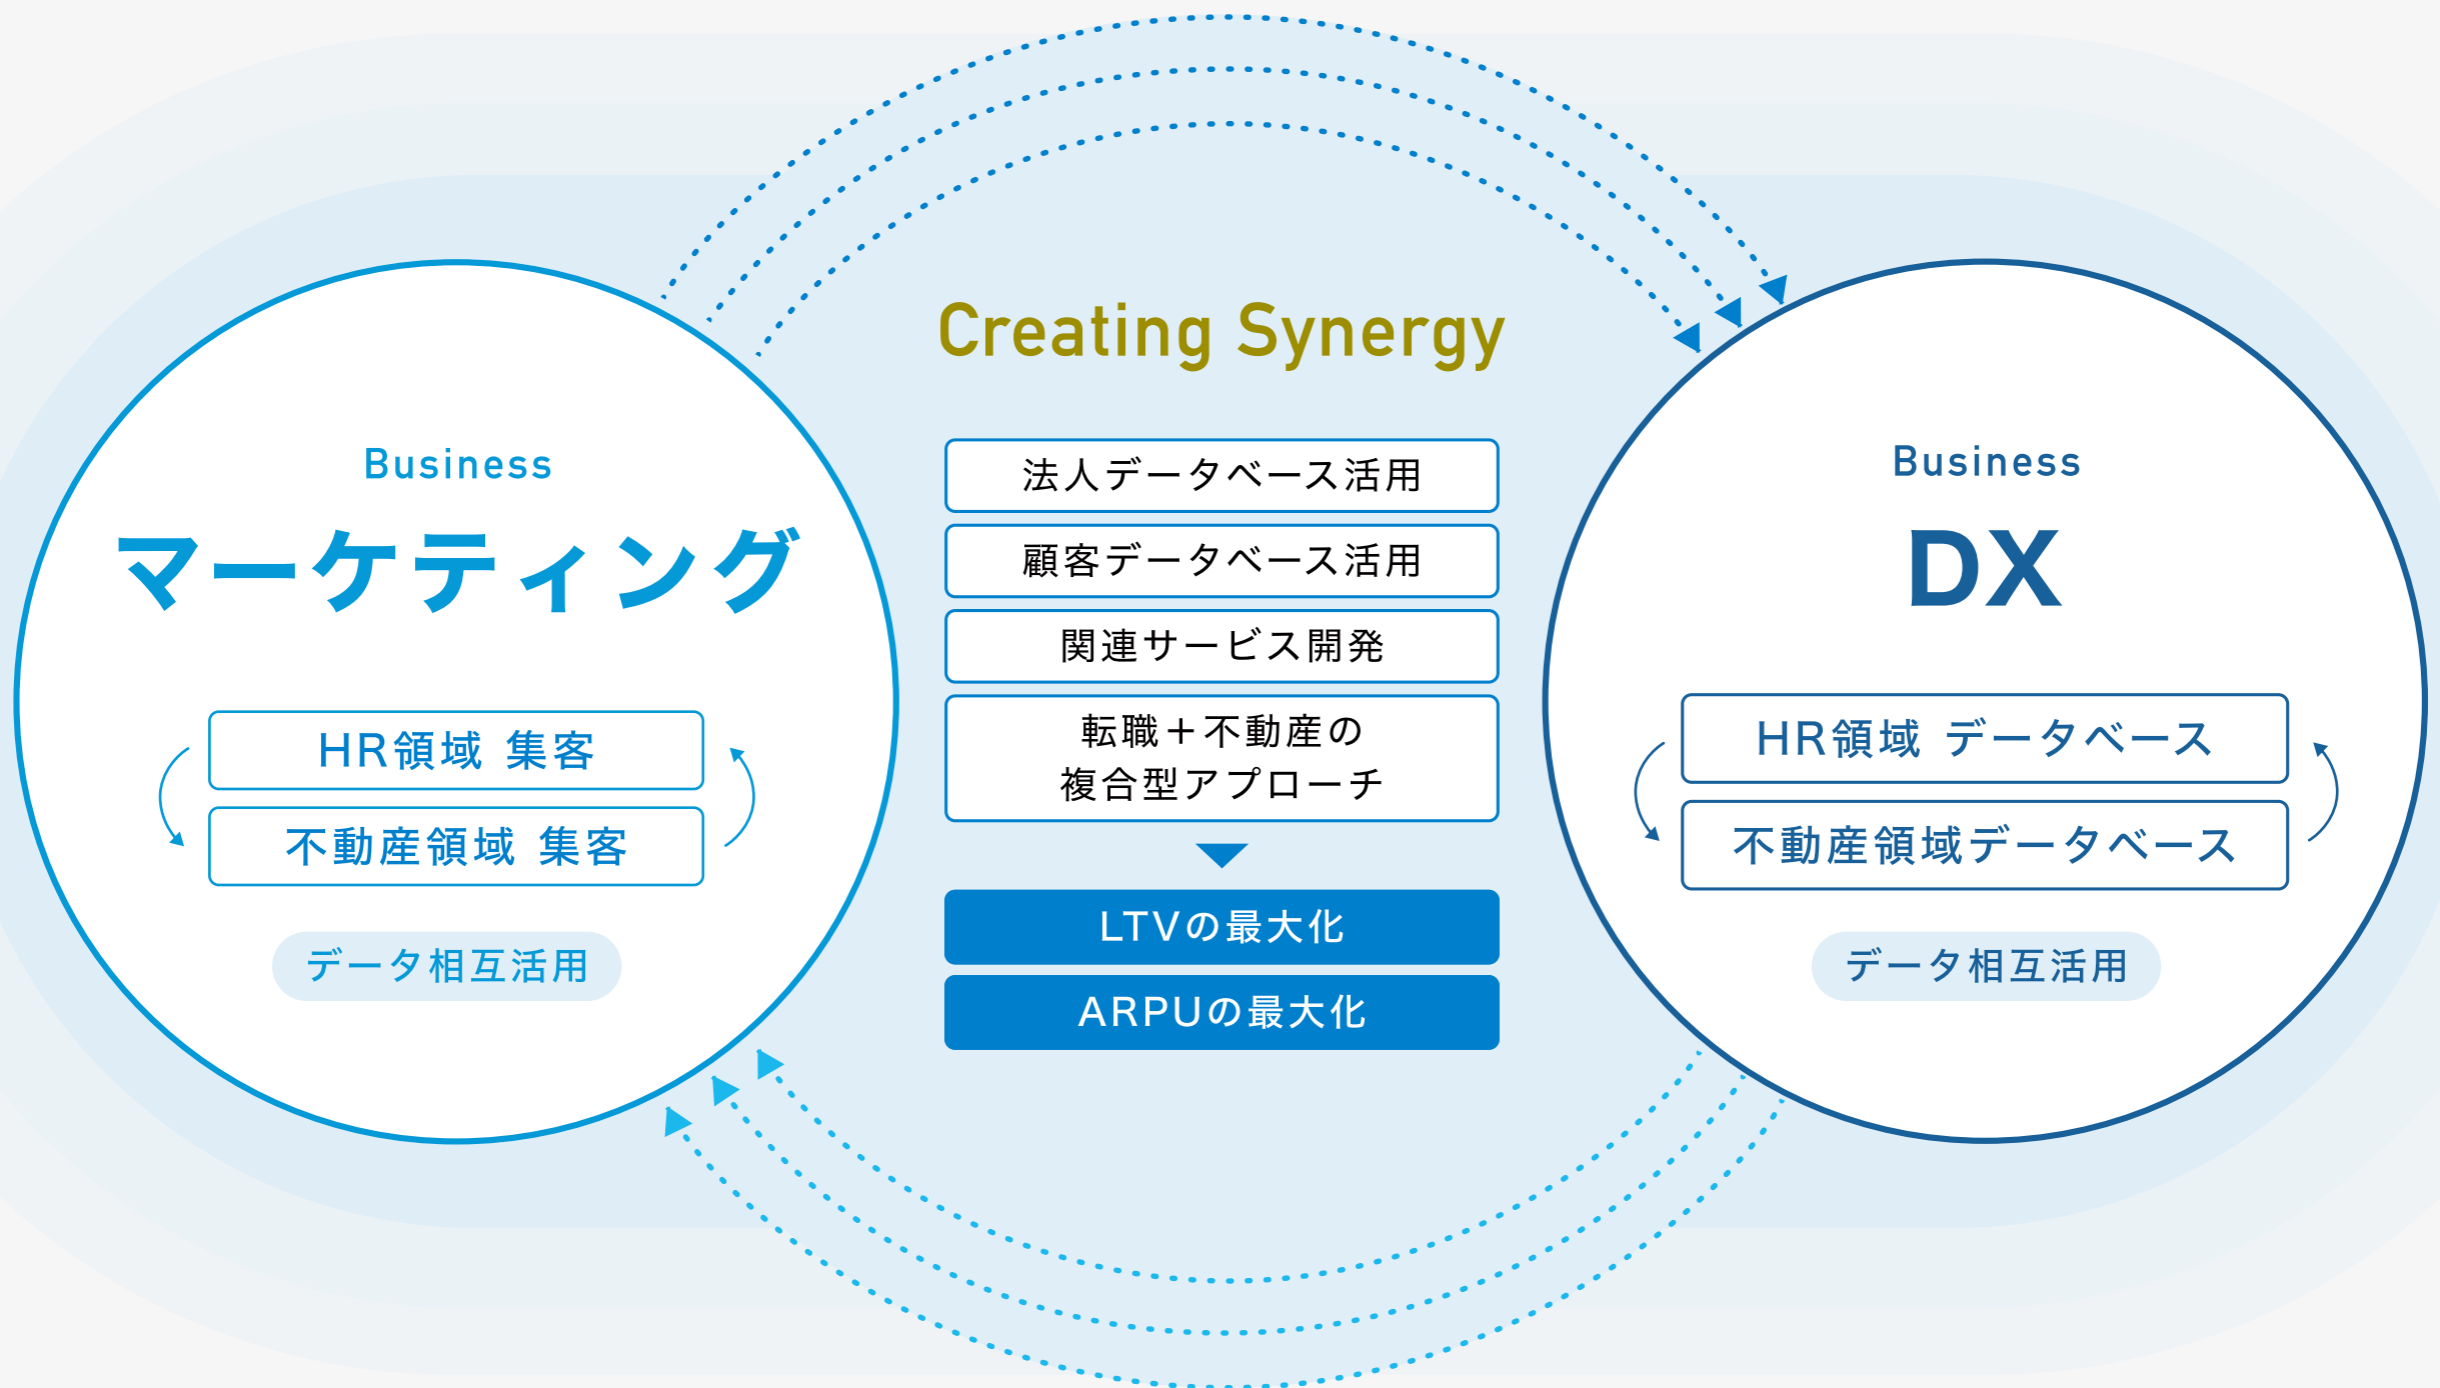 Business
マーケティング
HR領域 集客
不動産領域 集客
データ相互活用
Creating Synergy
法人データベース活用
顧客データベース活用
関連サービス開発
転職＋不動産の
複合型アプローチ
LTVの最大化
ARPUの最大化
Business
DX
HR領域 データベース
不動産領域データベース
データ相互活用